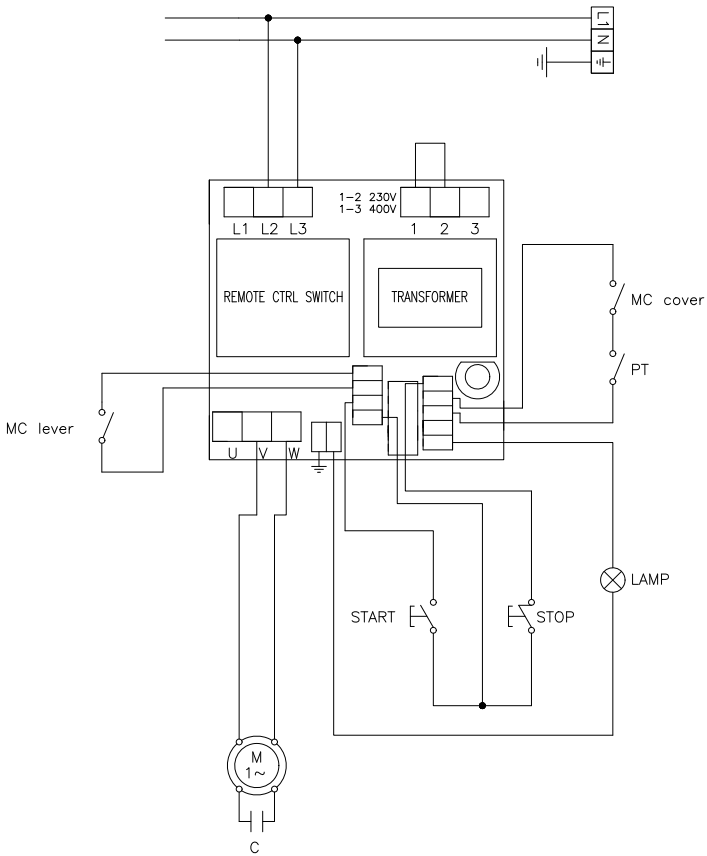 L1
N
1-2 230V
1-3 400V
L1 L2 L3
1 2 3
REMOTE CTRL SWITCH
TRANSFORMER
MC cover
PT
MC lever
U V W
LAMP
START
STOP
M
1~
C